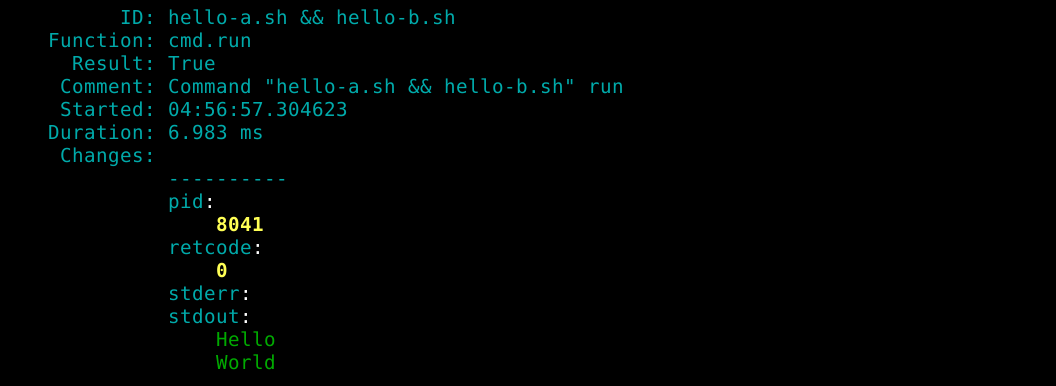 ID: hello-a.sh && hello-b.sh
Function: cmd.run
Result: True
Comment: Command "hello-a.sh && hello-b.sh" run
Started: 04:56:57.304623
Duration: 6.983 ms
Changes:
----------
pid:
8041
retcode:
0
stderr:
stdout:
Hello
World